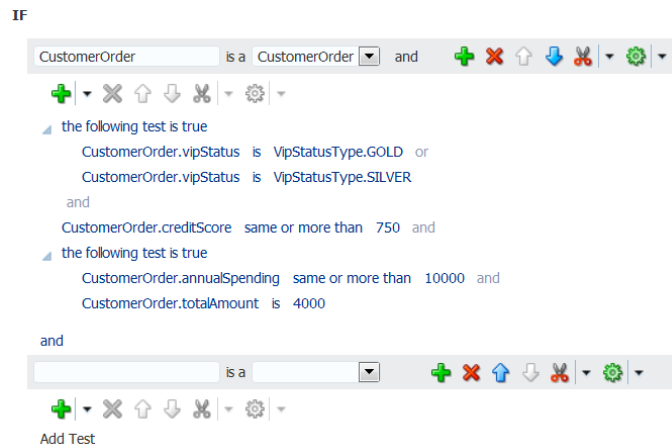 IF
CustomerOrder is a CustomerOrder and
the following test is true
CustomerOrder.vipStatus is VipStatusType.GOLD or
CustomerOrder.vipStatus is VipStatusType.SILVER
and
CustomerOrder.creditScore same or more than 750 and
the following test is true
CustomerOrder.annualSpending same or more than 10000 and
CustomerOrder.totalAmount is 4000
and
is a
Add Test